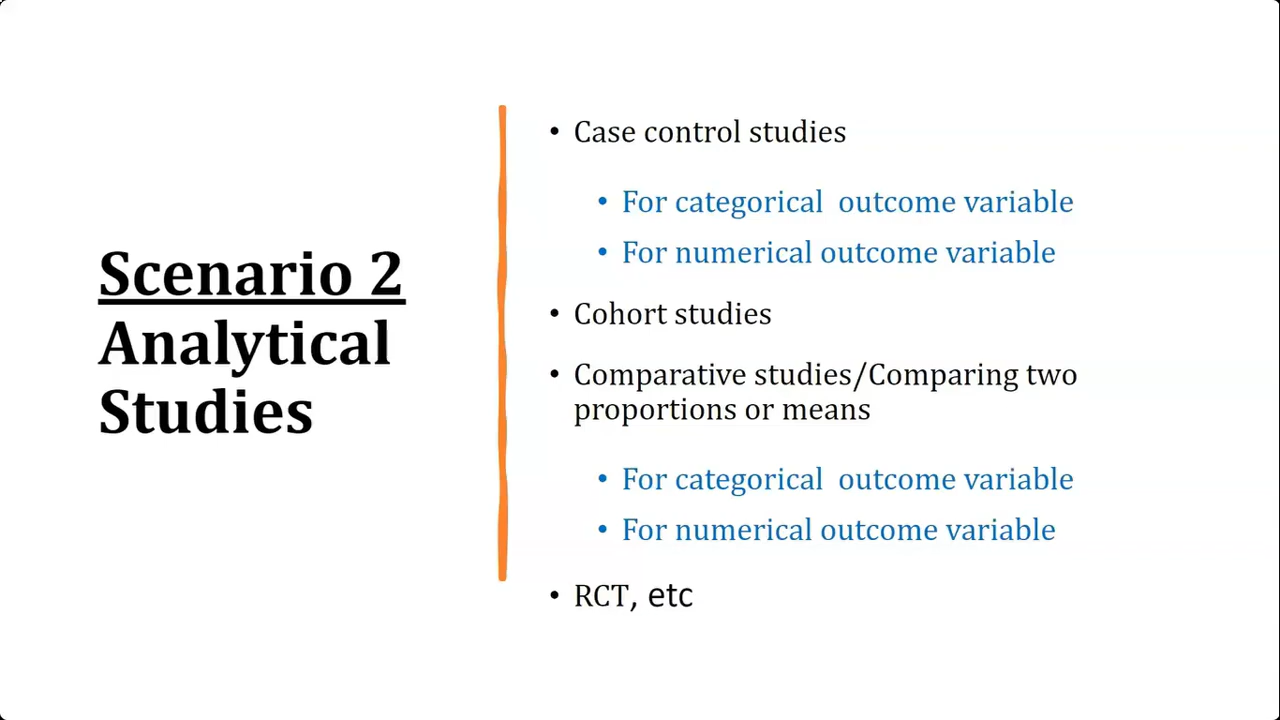 Scenario 2
Analytical
Studies
• Case control studies
• For categorical  outcome variable
• For numerical outcome variable
• Cohort studies
• Comparative studies/Comparing two
proportions or means
• For categorical  outcome variable
• For numerical outcome variable
• RCT, etc